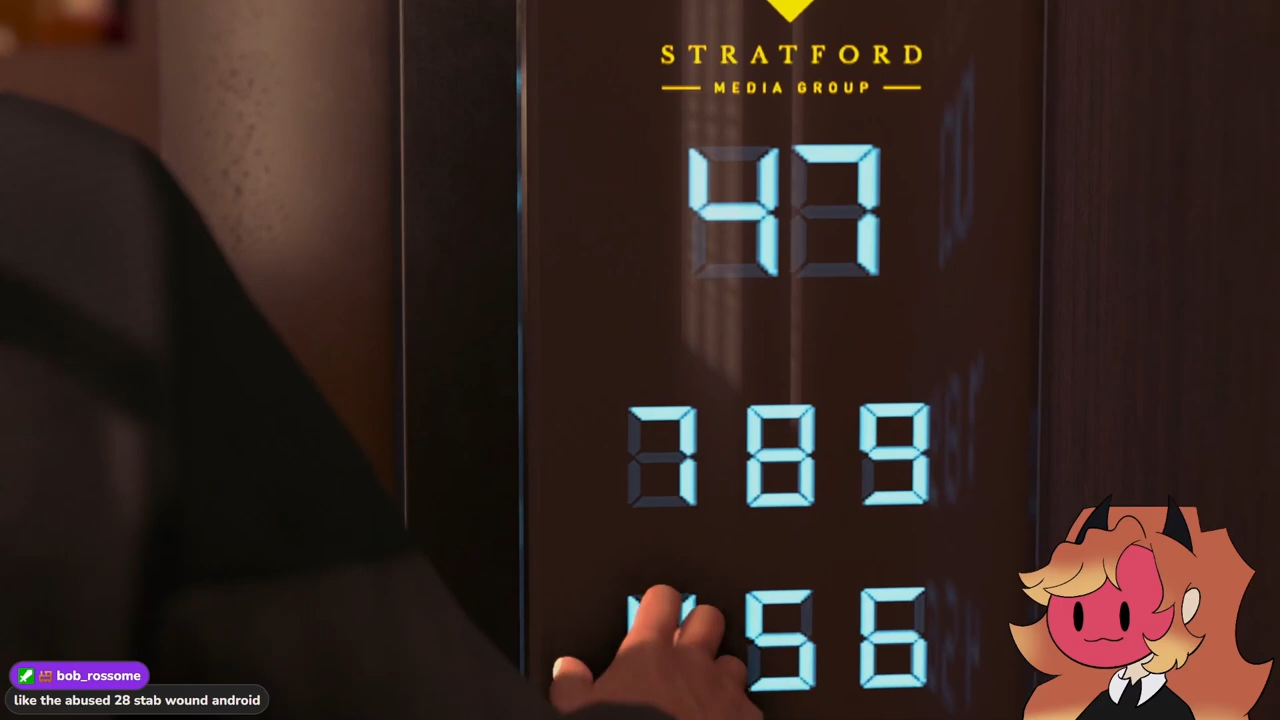 STRATFORD
MEDIA GROUP
47
7 8 9
5 6
bob_rossome
like the abused 28 stab wound android